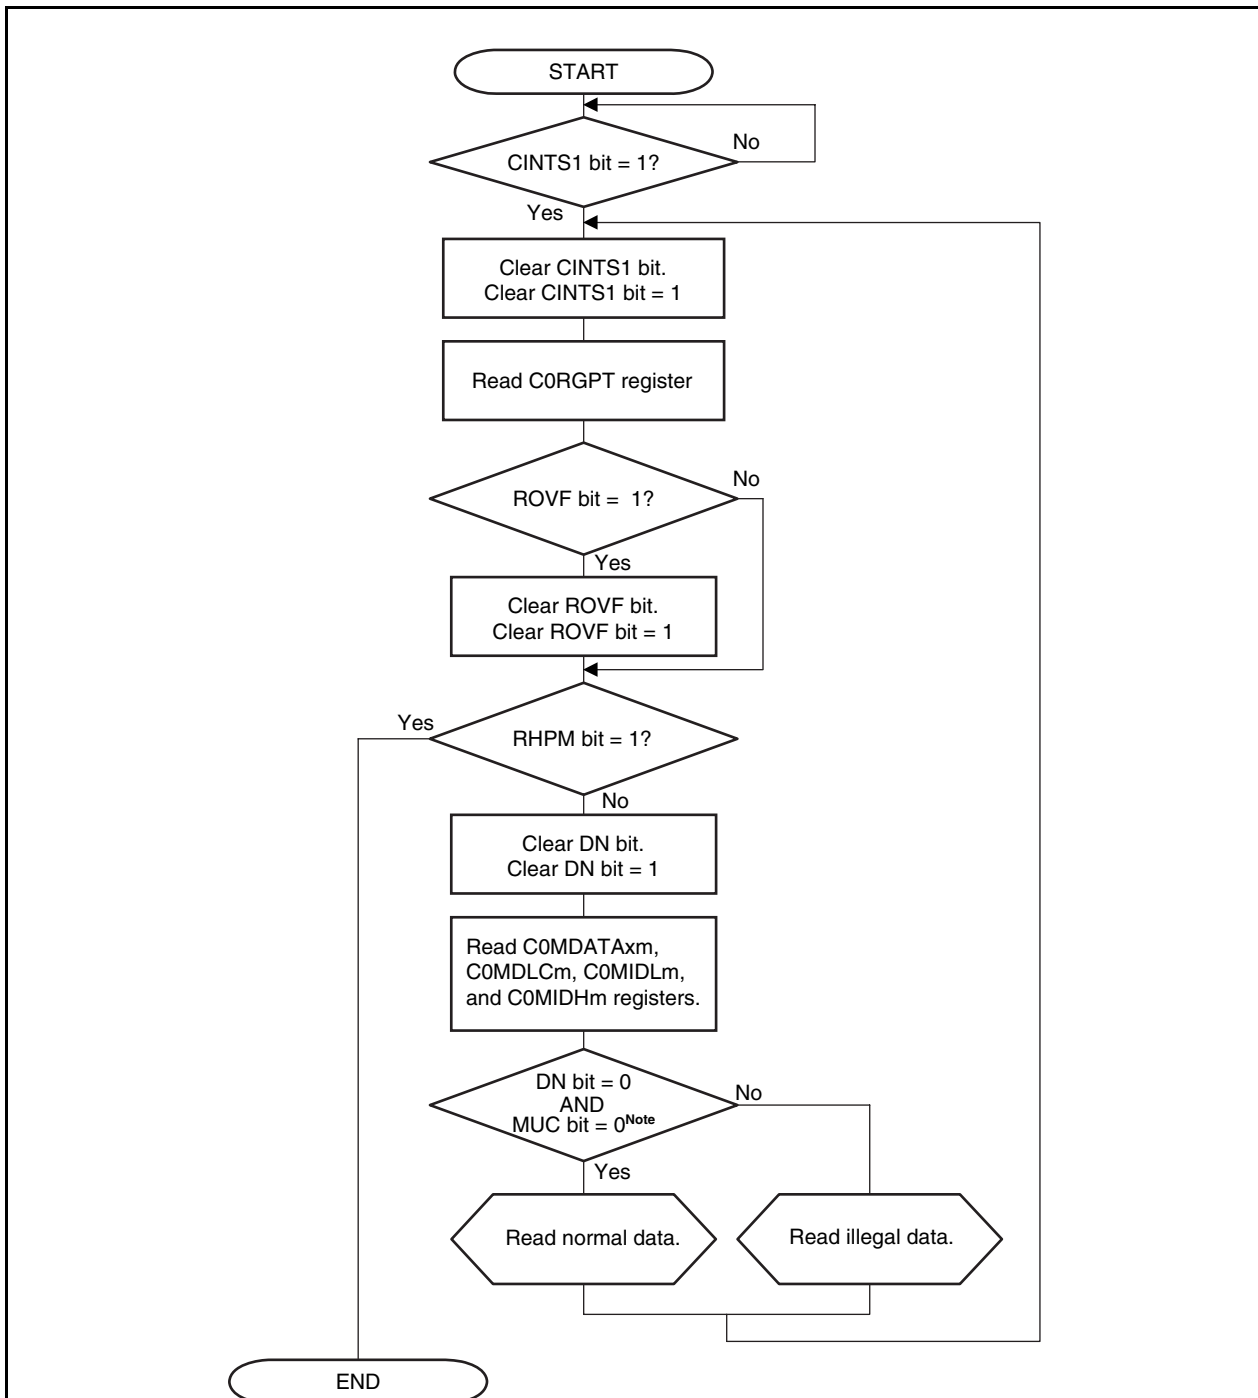 START
No
CINTS1 bit = 1?
Yes
Clear CINTS1 bit.
Clear CINTS1 bit = 1
Read C0RGPT register
No
ROVF bit = 1?
Yes
Clear ROVF bit.
Clear ROVF bit = 1
Yes
RHPM bit = 1?
No
Clear DN bit.
Clear DN bit = 1
Read C0MDATAxm,
C0MDLCm, C0MIDLm,
and C0MIDHm registers.
DN bit = 0
AND
MUC bit = 0Note
No
Yes
Read normal data.
Read illegal data.
END